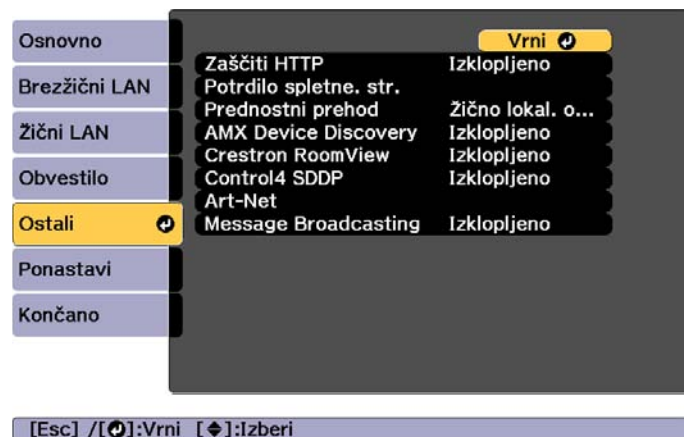 Osnovno
Brezžični LAN
Žični LAN
Obvestilo
Ostali
Ponastavi
Končano
Vrni
Zaščiti HTTP Izklopljeno
Potrdilo spletne. str.
Prednostni prehod Žično lokal. o...
AMX Device Discovery Izklopljeno
Crestron RoomView Izklopljeno
Control4 SDDP Izklopljeno
Art-Net
Message Broadcasting Izklopljeno
[Esc] /[ ]:Vrni [ ]:Izberi